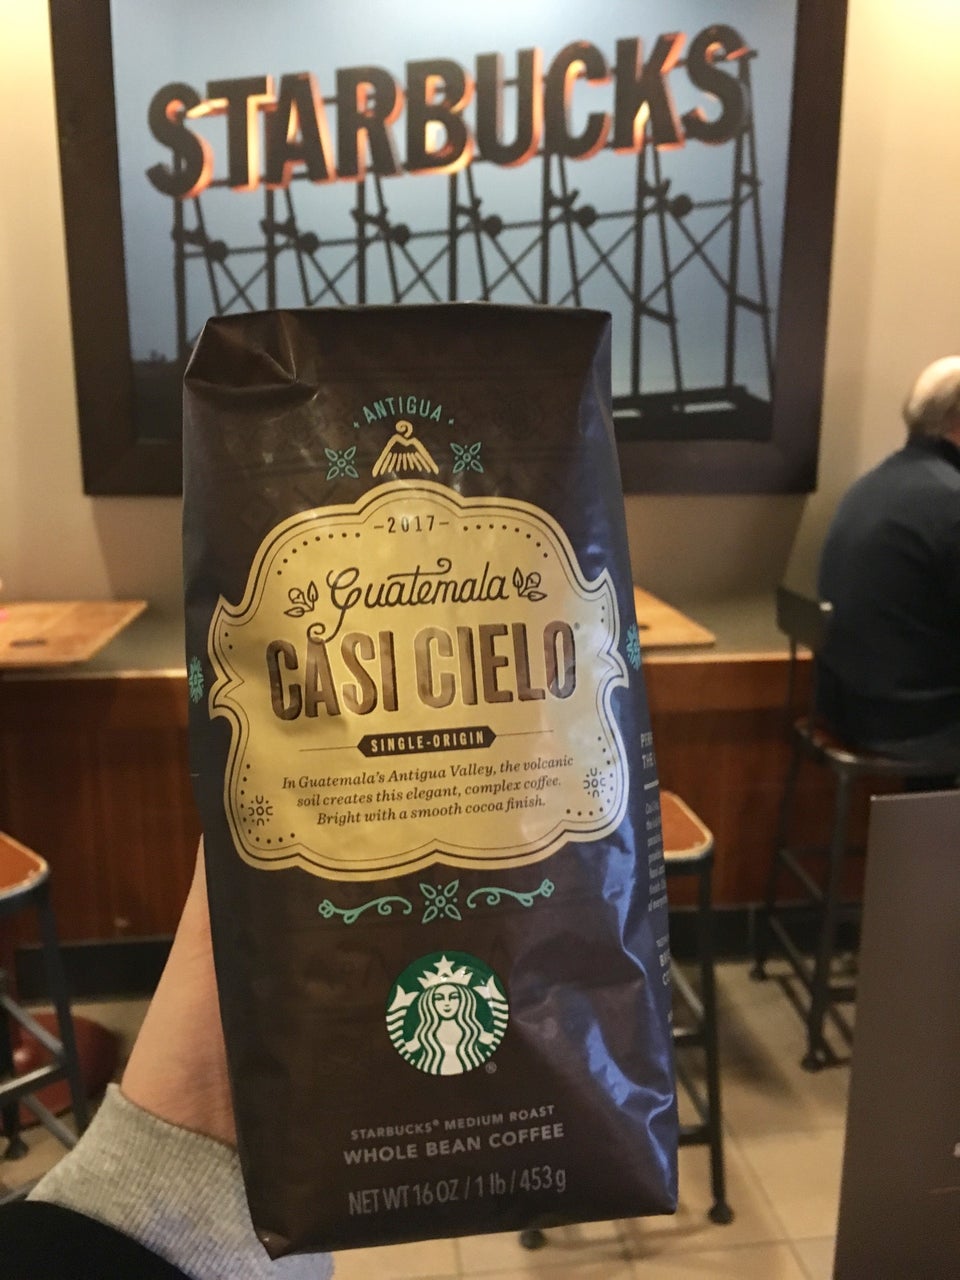 STARBUCKS
ANTIGUA
-2017-
Guatemala
CASI CIELO®
SINGLE-ORIGIN
In Guatemala's Antigua Valley, the volcanic
soil creates this elegant, complex coffee.
Bright with a smooth cocoa finish.
STARBUCKS® MEDIUM ROAST
WHOLE BEAN COFFEE
NET WT 16 OZ / 1 lb / 453 g